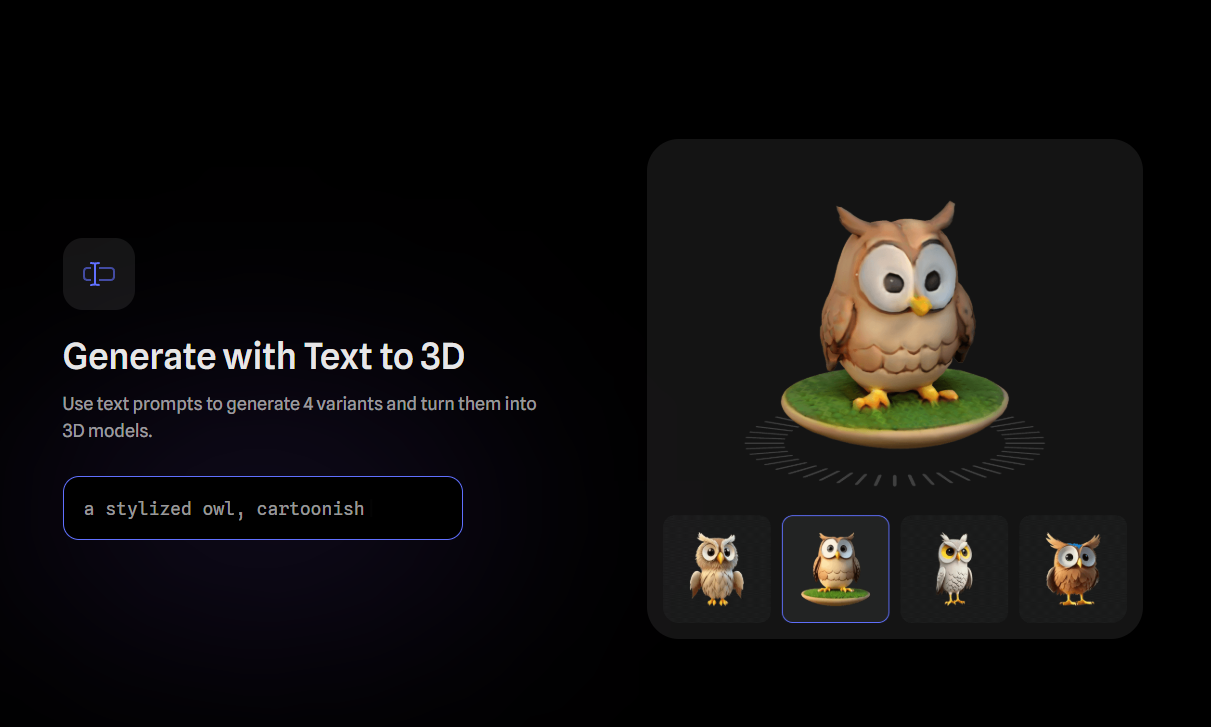 Generate with Text to 3D
Use text prompts to generate 4 variants and turn them into
3D models.
a stylized owl, cartoonish